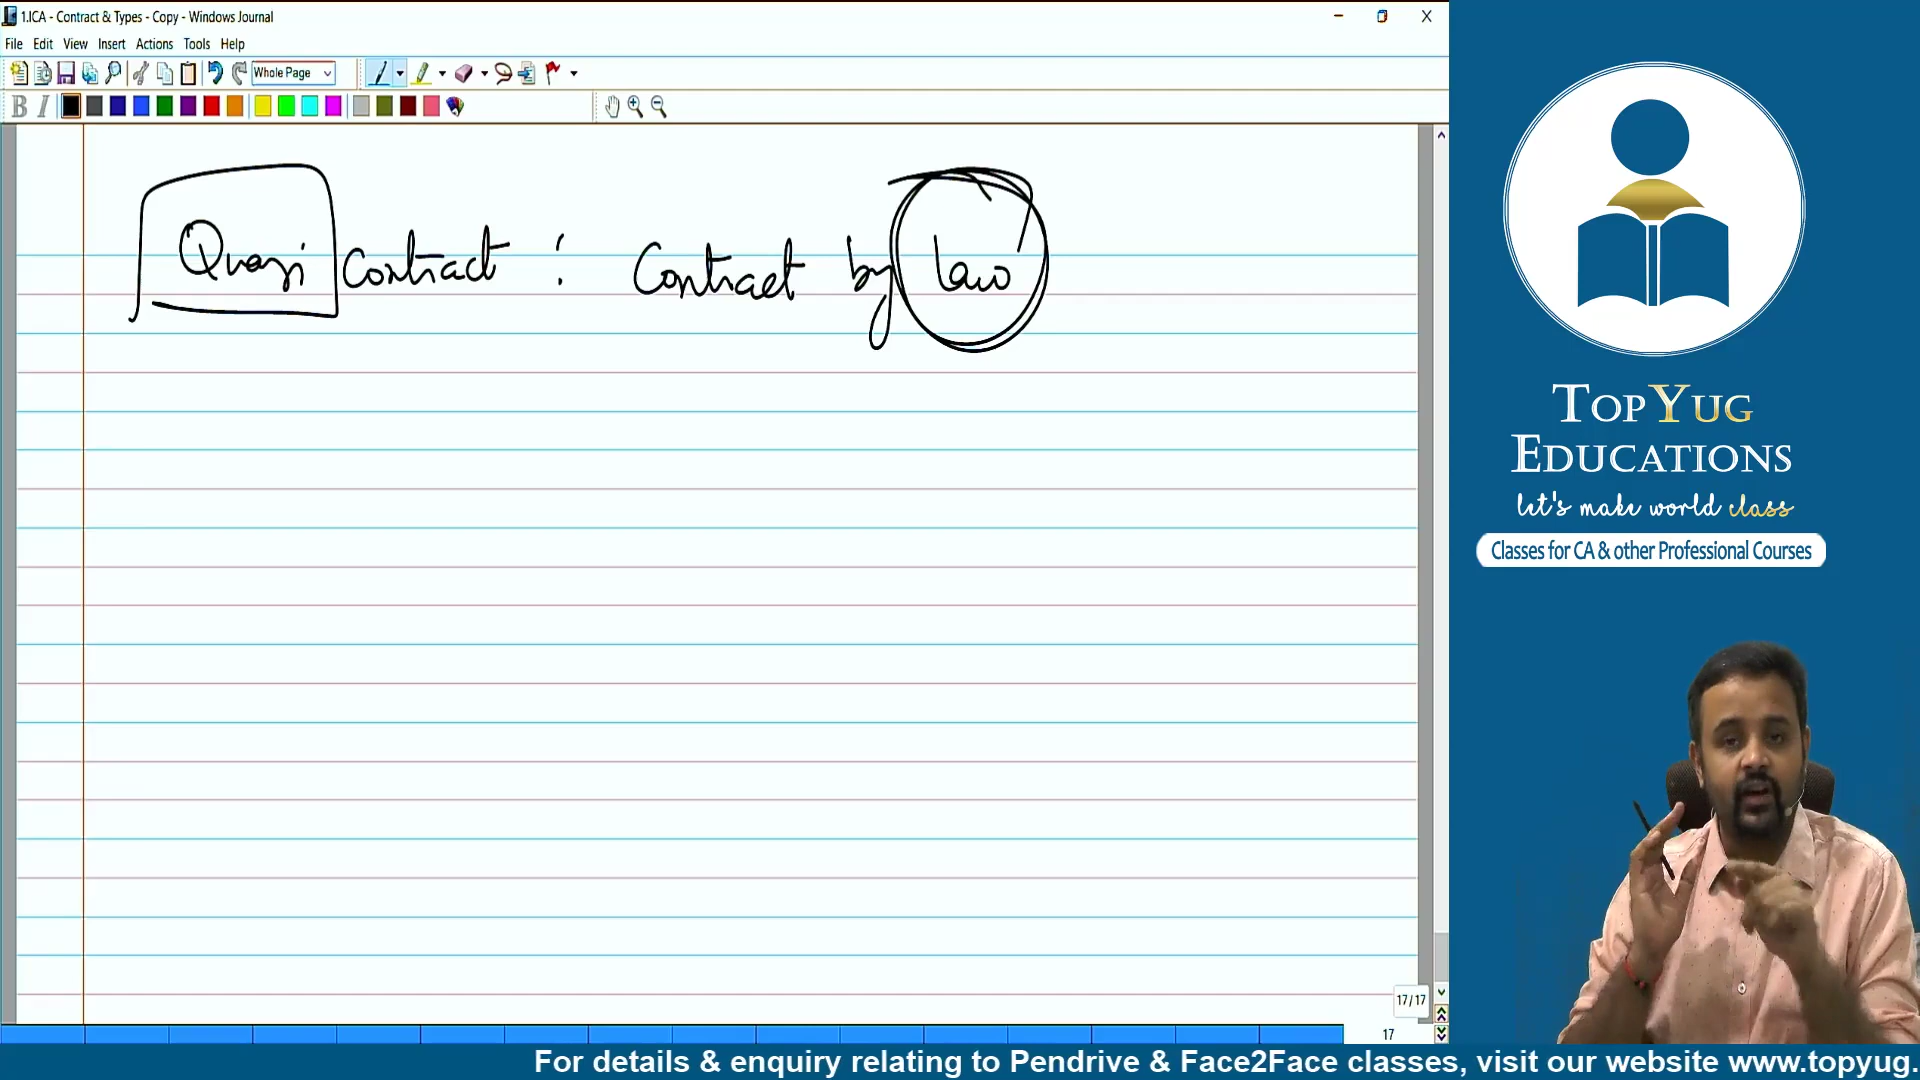 1.ICA - Contract & Types - Copy - Windows Journal
File Edit View Insert Actions Tools Help
Whole Page
B I
Quasi Contract : Contract by law
17/17
17
TOPYUG
EDUCATIONS
let's make world class
Classes for CA & other Professional Courses
For details & enquiry relating to Pendrive & Face2Face classes, visit our website www.topyug.